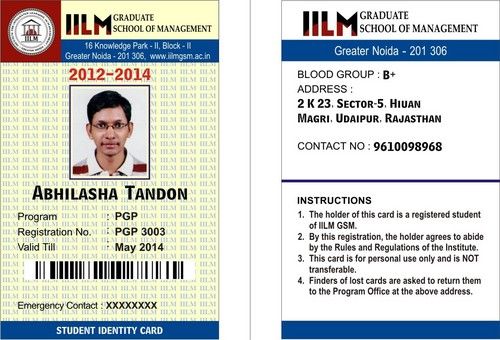 IILM GRADUATE
SCHOOL OF MANAGEMENT
16 Knowledge Park - II, Block - II
Greater Noida - 201 306, www.iilmgsm.ac.in
2012-2014
ABHILASHA TANDON
Program : PGP
Registration No. : PGP 3003
Valid Till : May 2014
Emergency Contact : XXXXXXXX
STUDENT IDENTITY CARD
IILM GRADUATE
SCHOOL OF MANAGEMENT
Greater Noida - 201 306
BLOOD GROUP : B+
ADDRESS :
2 K 23, SECTOR-5, HIUAN
MAGRI, UDAIPUR, RAJASTHAN
CONTACT NO : 9610098968
INSTRUCTIONS
1. The holder of this card is a registered student
of IILM GSM.
2. By this registration, the holder agrees to abide
by the Rules and Regulations of the Institute.
3. This card is for personal use only and is NOT
transferable.
4. Finders of lost cards are asked to return them
to the Program Office at the above address.